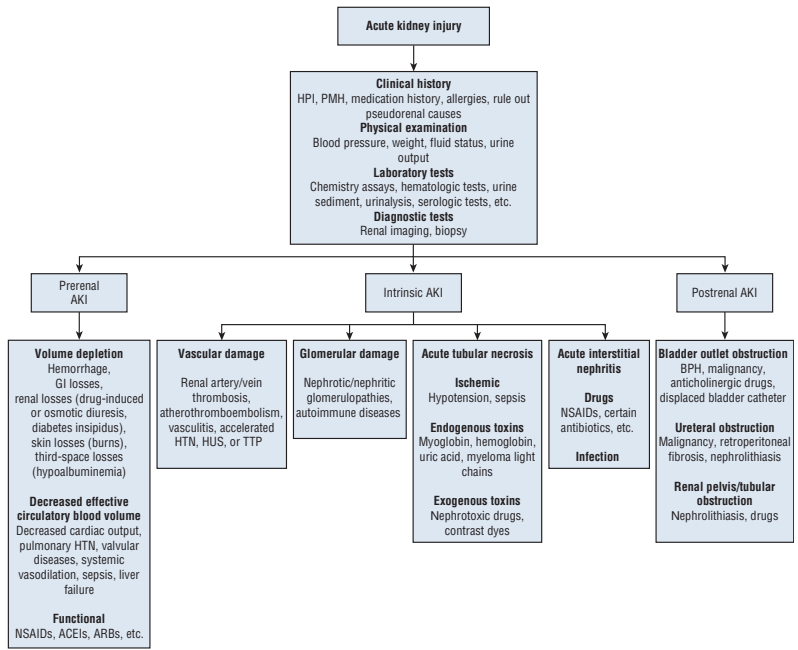 Acute kidney injury
Clinical history
HPI, PMH, medication history, allergies, rule out
pseudorenal causes
Physical examination
Blood pressure, weight, fluid status, urine
output
Laboratory tests
Chemistry assays, hematologic tests, urine
sediment, urinalysis, serologic tests, etc.
Diagnostic tests
Renal imaging, biopsy
Prerenal
AKI
Intrinsic AKI
Postrenal AKI
Volume depletion
Hemorrhage,
GI losses,
renal losses (drug-induced
or osmotic diuresis,
diabetes insipidus),
skin losses (burns),
third-space losses
(hypoalbuminemia)
Decreased effective
circulatory blood volume
Decreased cardiac output,
pulmonary HTN, valvular
diseases, systemic
vasodilation, sepsis, liver
failure
Functional
NSAIDs, ACEIs, ARBs, etc.
Vascular damage
Renal artery/vein
thrombosis,
atherothromboembolism,
vasculitis, accelerated
HTN, HUS, or TTP
Glomerular damage
Nephrotic/nephritic
glomerulopathies,
autoimmune diseases
Acute tubular necrosis
Ischemic
Hypotension, sepsis
Endogenous toxins
Myoglobin, hemoglobin,
uric acid, myeloma light
chains
Exogenous toxins
Nephrotoxic drugs,
contrast dyes
Acute interstitial
nephritis
Drugs
NSAIDs, certain
antibiotics, etc.
Infection
Bladder outlet obstruction
BPH, malignancy,
anticholinergic drugs,
displaced bladder catheter
Ureteral obstruction
Malignancy, retroperitoneal
fibrosis, nephrolithiasis
Renal pelvis/tubular
obstruction
Nephrolithiasis, drugs